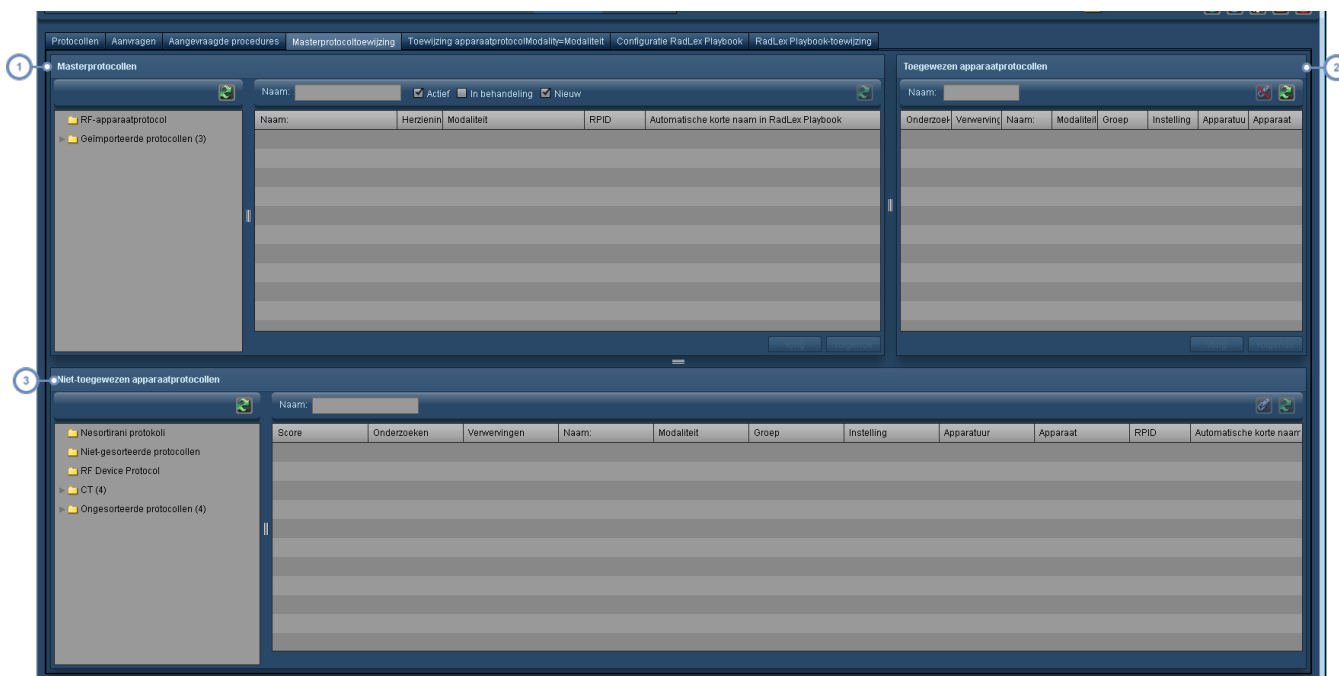 Protocollen Aanvragen Aangevraagde procedures Masterprotocoltoewijzing Toewijzing apparaatprotocolModality=Modaliteit Configuratie RadLex Playbook RadLex Playbook-toewijzing
1
Masterprotocollen
Naam: Actief In behandeling Nieuw
RF-apparaatprotocol
Geïmporteerde protocollen (3)
Naam: Herzienin Modaliteit RPID Automatische korte naam in RadLex Playbook
2
Toegewezen apparaatprotocollen
Naam:
Onderzoek Verwerving Naam: Modaliteit Groep Instelling Apparatuu Apparaat
3
Niet-toegewezen apparaatprotocollen
Naam:
Nesortirani protokoli
Niet-gesorteerde protocollen
RF Device Protocol
CT (4)
Ongesorteerde protocollen (4)
Score Onderzoeken Verwervingen Naam: Modaliteit Groep Instelling Apparatuur Apparaat RPID Automatische korte naam